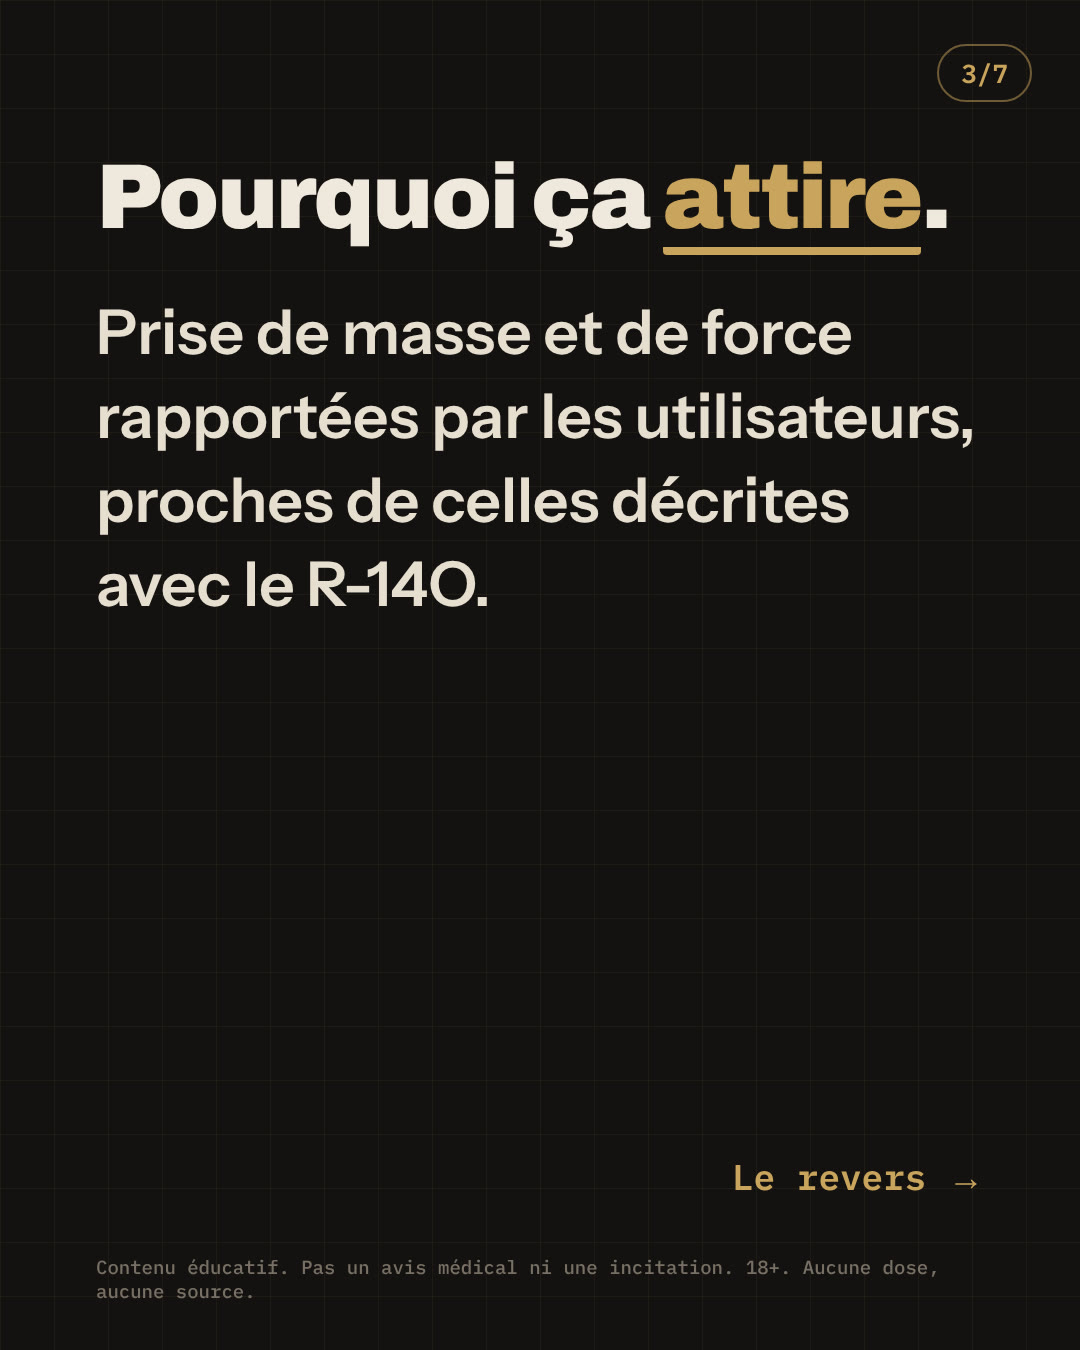 3/7
Pourquoi ça attire.
Prise de masse et de force
rapportées par les utilisateurs,
proches de celles décrites
avec le R-140.
Le revers →
Contenu éducatif. Pas un avis médical ni une incitation. 18+. Aucune dose,
aucune source.